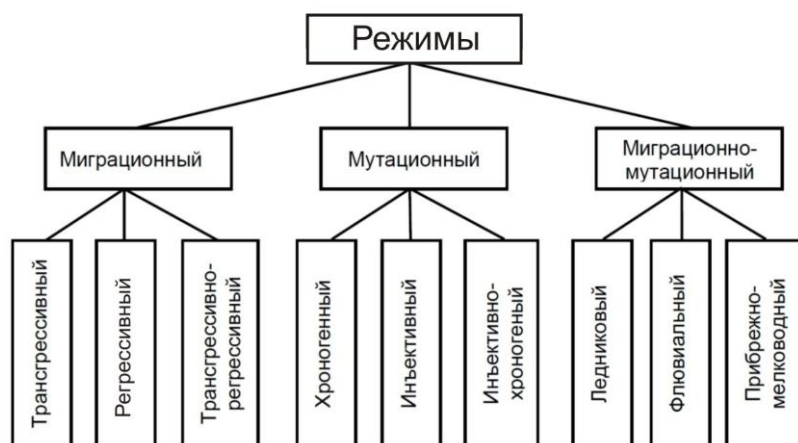 Режимы
Миграционный
Мутационный
Миграционно-
мутационный
Трансгрессивный
Регрессивный
Трансгрессивно-
регрессивный
Хроногенный
Инъективный
Инъективно-
хроногеный
Ледниковый
Флювиальный
Прибрежно-
мелководный